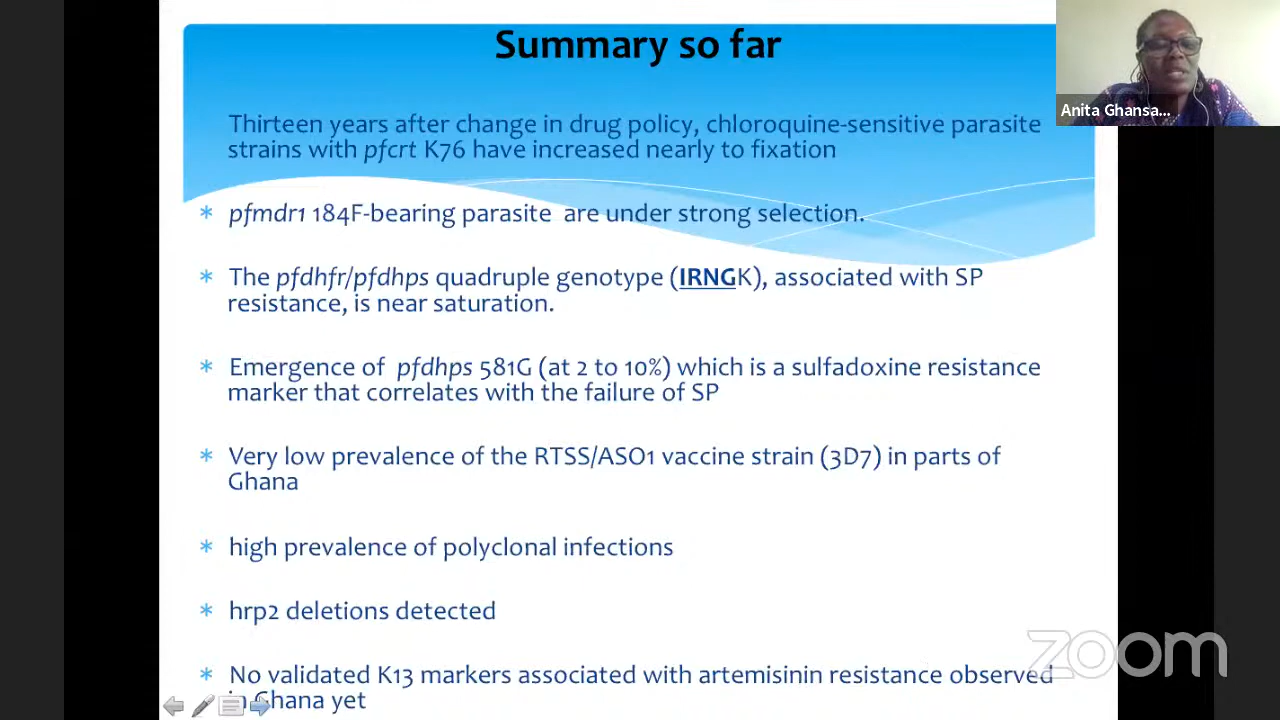 Summary so far
Anita Ghansa...
Thirteen years after change in drug policy, chloroquine-sensitive parasite
strains with pfcrt K76 have increased nearly to fixation
* pfmdr1 184F-bearing parasite are under strong selection.
* The pfdhfr/pfdhps quadruple genotype (IRNGK), associated with SP
resistance, is near saturation.
* Emergence of pfdhps 581G (at 2 to 10%) which is a sulfadoxine resistance
marker that correlates with the failure of SP
* Very low prevalence of the RTSS/ASO1 vaccine strain (3D7) in parts of
Ghana
* high prevalence of polyclonal infections
* hrp2 deletions detected
* No validated K13 markers associated with artemisinin resistance observed
in Ghana yet
zoom